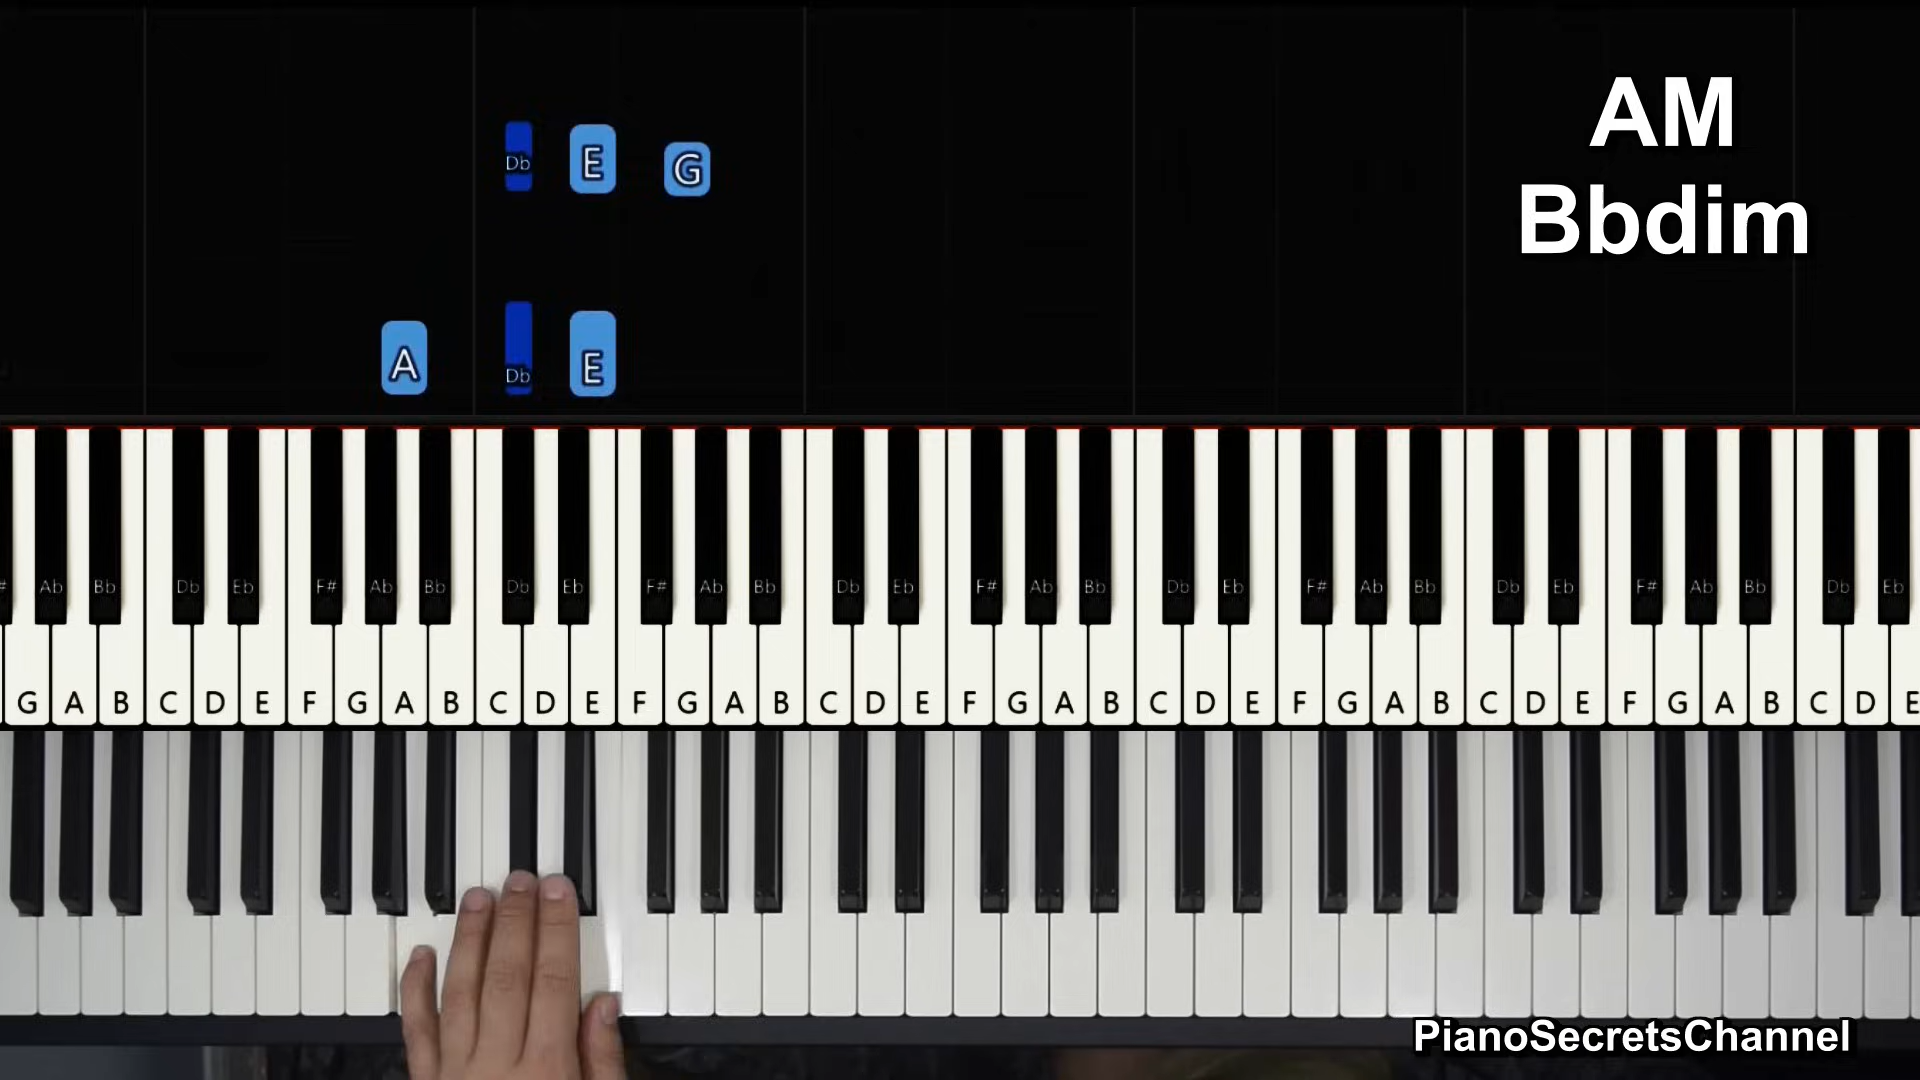 AM
Bbdim
Db E G
A Db E
# Ab Bb Db Eb F# Ab Bb Db Eb F# Ab Bb Db Eb F# Ab Bb Db Eb F# Ab Bb Db Eb F# Ab Bb Db Eb
G A B C D E F G A B C D E F G A B C D E F G A B C D E F G A B C D E F G A B C D E
PianoSecretsChannel